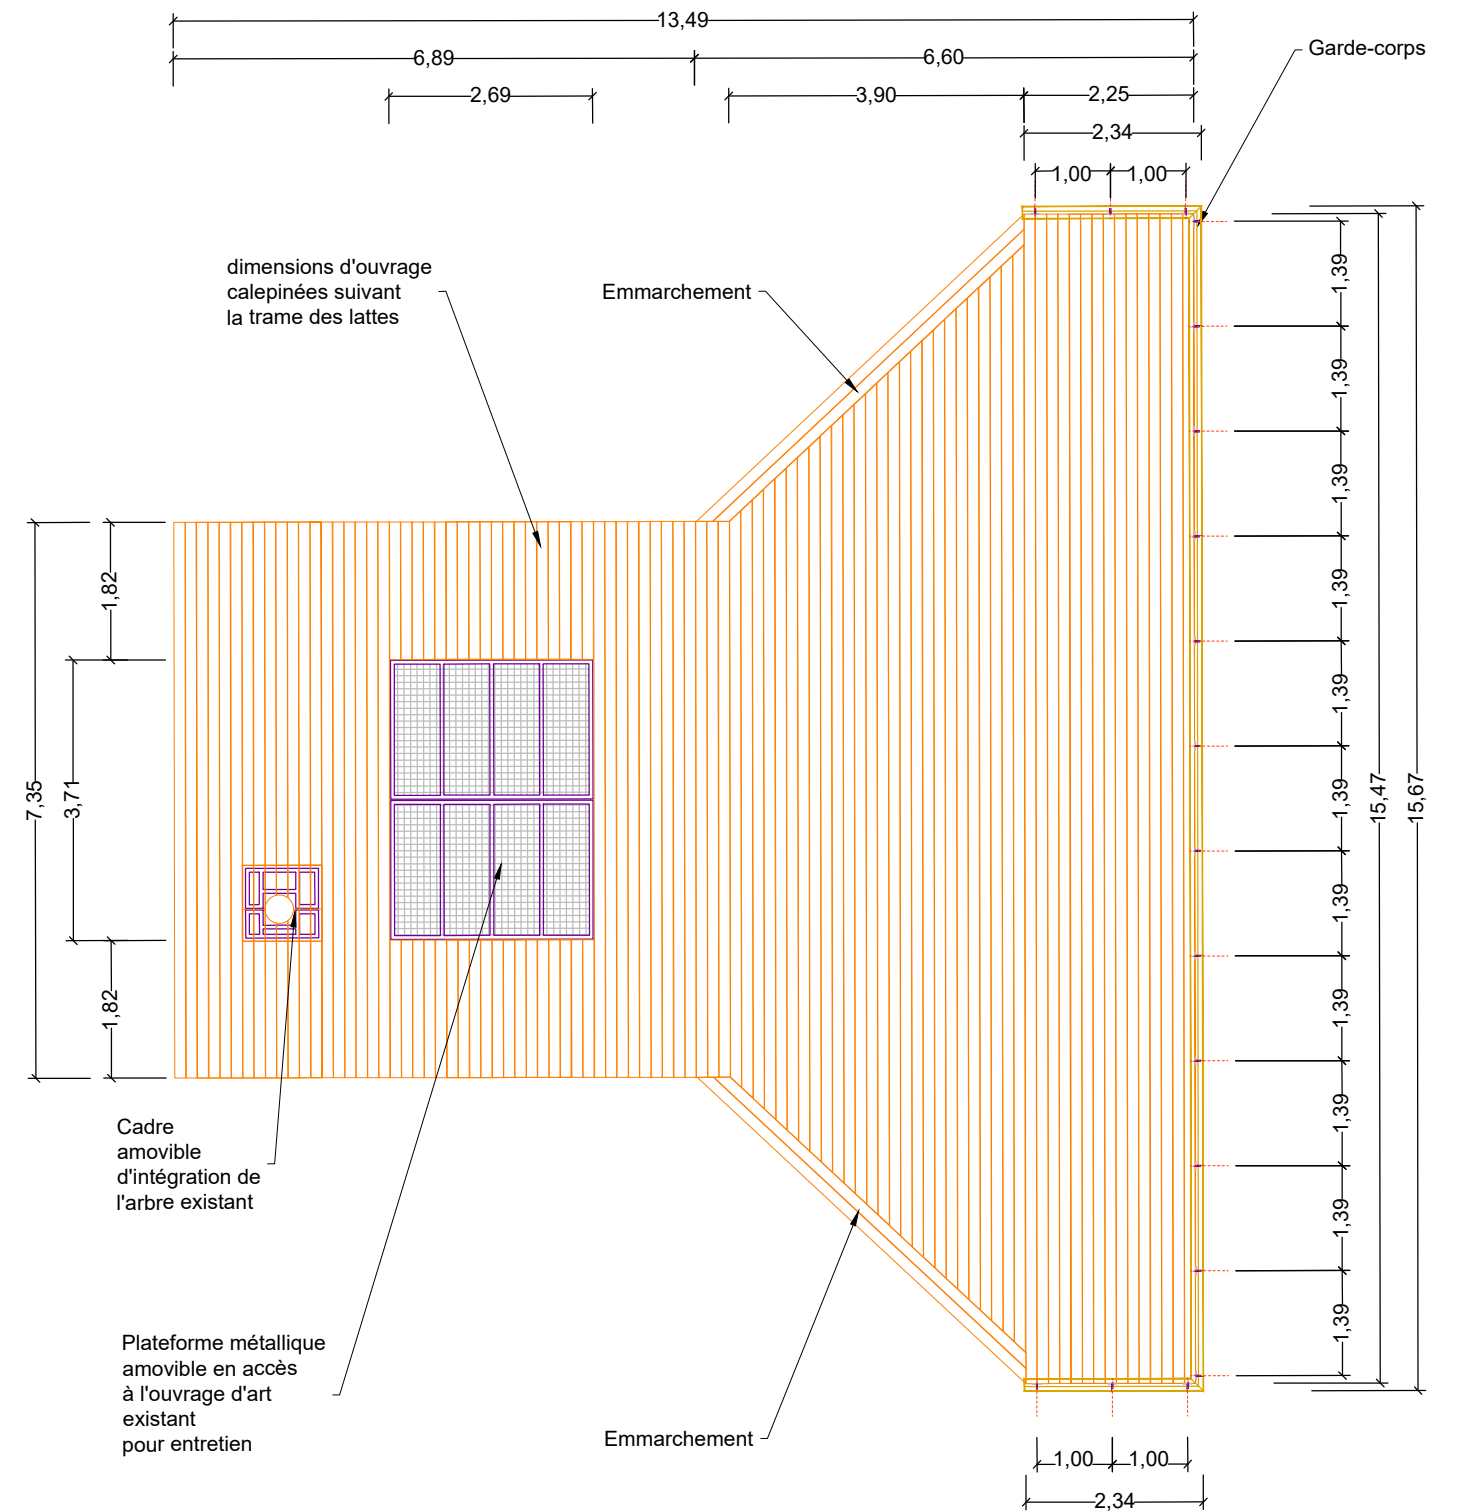 13,49
6,89
6,60
Garde-corps
2,69
3,90
2,25
2,34
1,00
1,00
dimensions d'ouvrage
calepinées suivant
la trame des lattes
Emmarchement
1,39
1,39
1,39
1,39
1,39
1,39
1,39
1,39
1,39
1,39
1,39
15,47
15,67
1,82
7,35
3,71
1,82
Cadre
amovible
d'intégration de
l'arbre existant
Plateforme métallique
amovible en accès
à l'ouvrage d'art
existant
pour entretien
Emmarchement
1,00
1,00
2,34